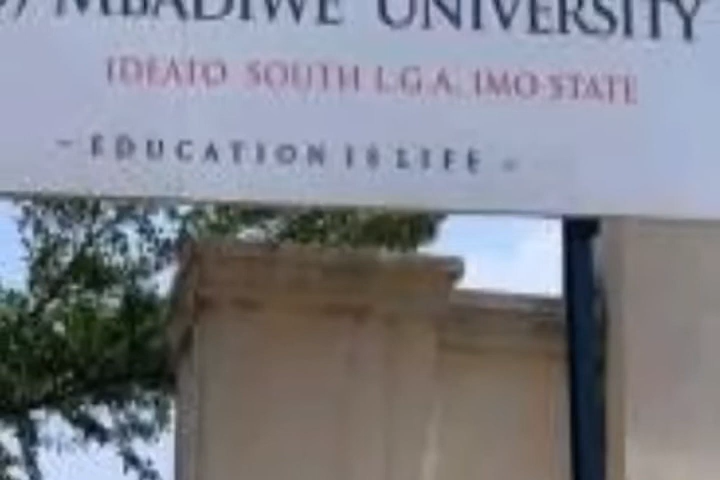 MBADIWE UNIVERSITY
IDEATO SOUTH L.G.A. IMO STATE
- EDUCATION IS LIFE -